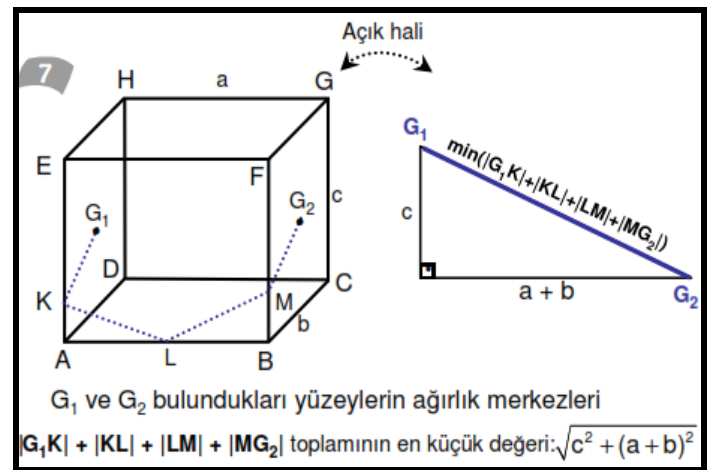 Açık hali
7
H a G
E F
G₁ G₂ c
D C
K M b
A L B
G₁
min(|G₁K|+|KL|+|LM|+|MG₂|)
c
a + b
G₂
G₁ ve G₂ bulundukları yüzeylerin ağırlık merkezleri
|G₁K| + |KL| + |LM| + |MG₂| toplamının en küçük değeri:√(c² + (a + b)²)